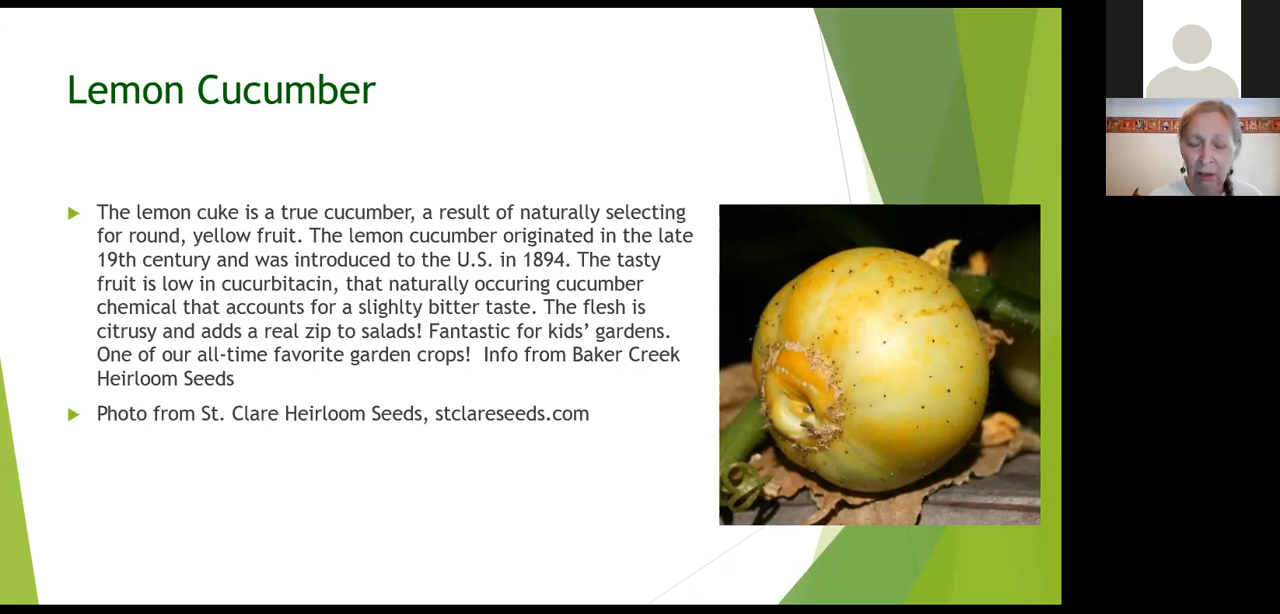 Lemon Cucumber
The lemon cuke is a true cucumber, a result of naturally selecting
for round, yellow fruit. The lemon cucumber originated in the late
19th century and was introduced to the U.S. in 1894. The tasty
fruit is low in cucurbitacin, that naturally occuring cucumber
chemical that accounts for a slighlty bitter taste. The flesh is
citrusy and adds a real zip to salads! Fantastic for kids’ gardens.
One of our all-time favorite garden crops!  Info from Baker Creek
Heirloom Seeds
Photo from St. Clare Heirloom Seeds, stclareseeds.com